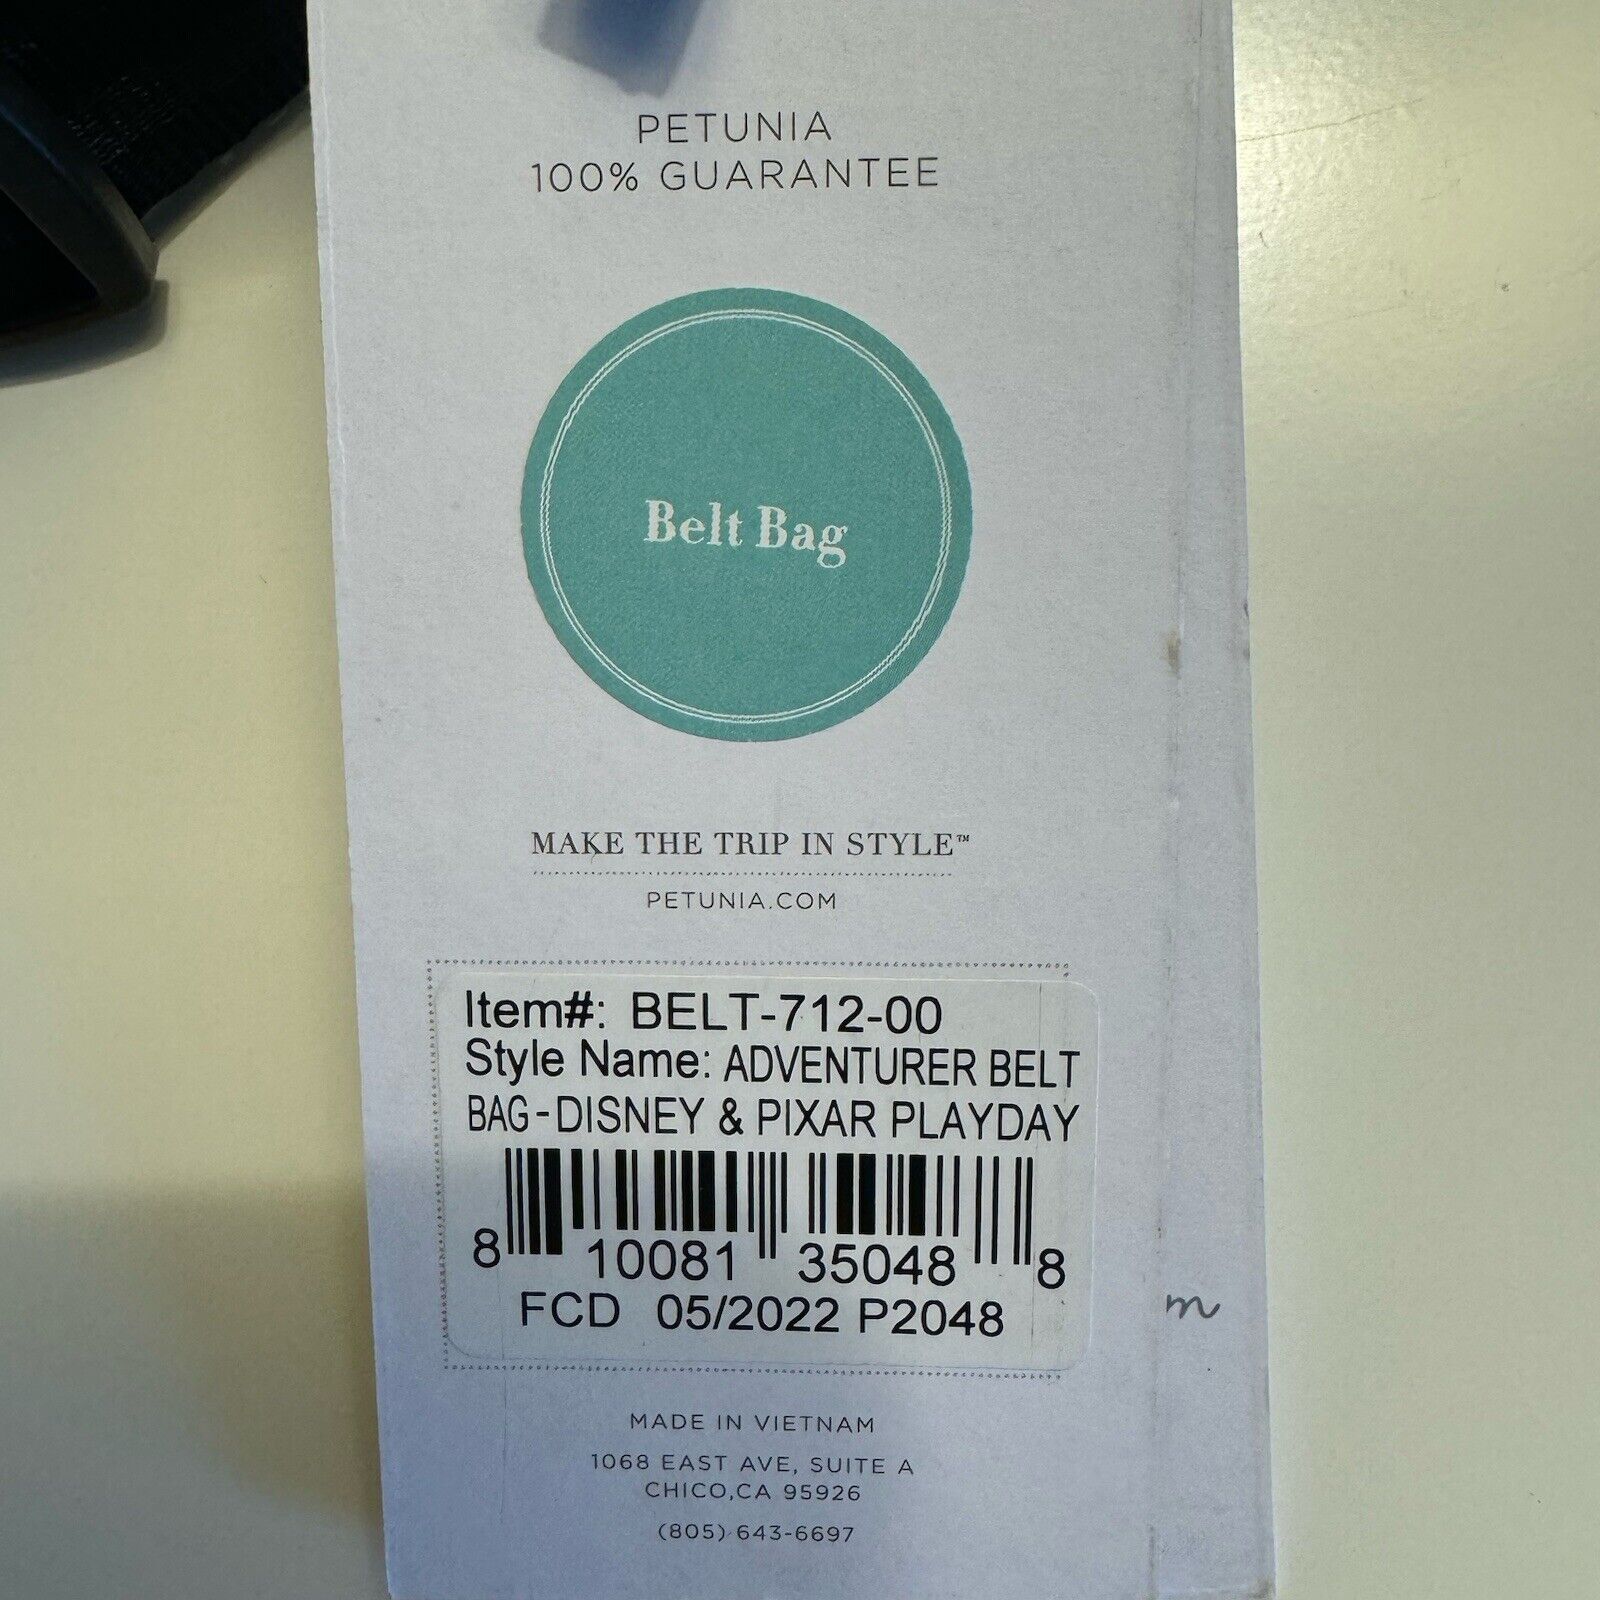 PETUNIA
100% GUARANTEE
Belt Bag
MAKE THE TRIP IN STYLE™
PETUNIA.COM
Item#: BELT-712-00
Style Name: ADVENTURER BELT
BAG-DISNEY & PIXAR PLAYDAY
8 10081 35048 8
FCD 05/2022 P2048
m
MADE IN VIETNAM
1068 EAST AVE, SUITE A
CHICO,CA 95926
(805) 643-6697